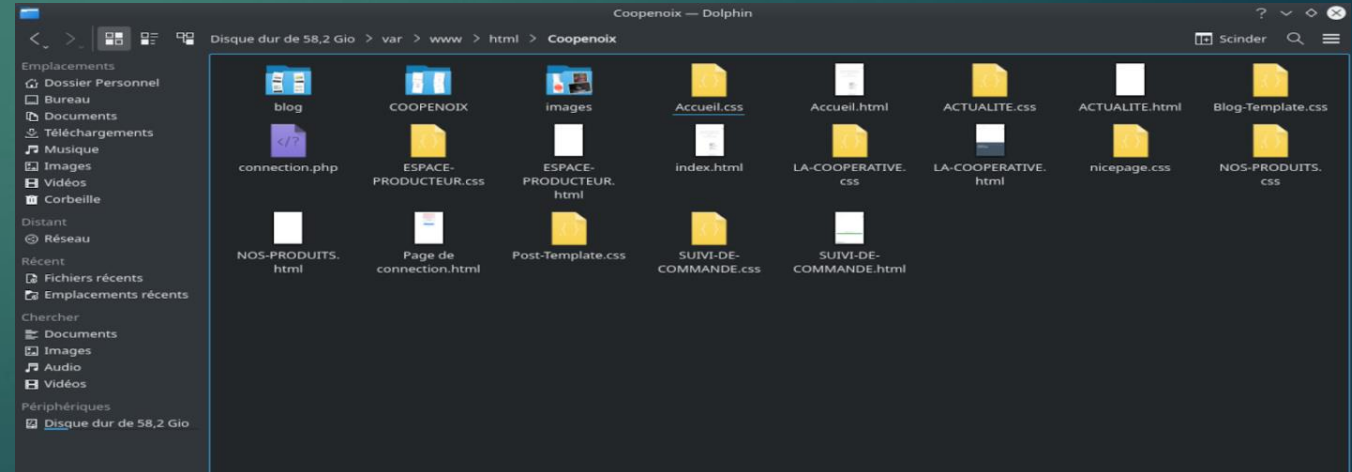 Coopenoix — Dolphin
Disque dur de 58,2 Gio > var > www > html > Coopenoix
Scinder
Emplacements
Dossier Personnel
Bureau
Documents
Téléchargements
Musique
Images
Vidéos
Corbeille
Distant
Réseau
Récent
Fichiers récents
Emplacements récents
Chercher
Documents
Images
Audio
Vidéos
Périphériques
Disque dur de 58,2 Gio
blog
COOPENOIX
images
Accueil.css
Accueil.html
ACTUALITE.css
ACTUALITE.html
Blog-Template.css
connection.php
ESPACE-
PRODUCTEUR.css
ESPACE-
PRODUCTEUR.
html
index.html
LA-COOPERATIVE.
css
LA-COOPERATIVE.
html
nicepage.css
NOS-PRODUITS.
css
NOS-PRODUITS.
html
Page de
connection.html
Post-Template.css
SUIVI-DE-
COMMANDE.css
SUIVI-DE-
COMMANDE.html